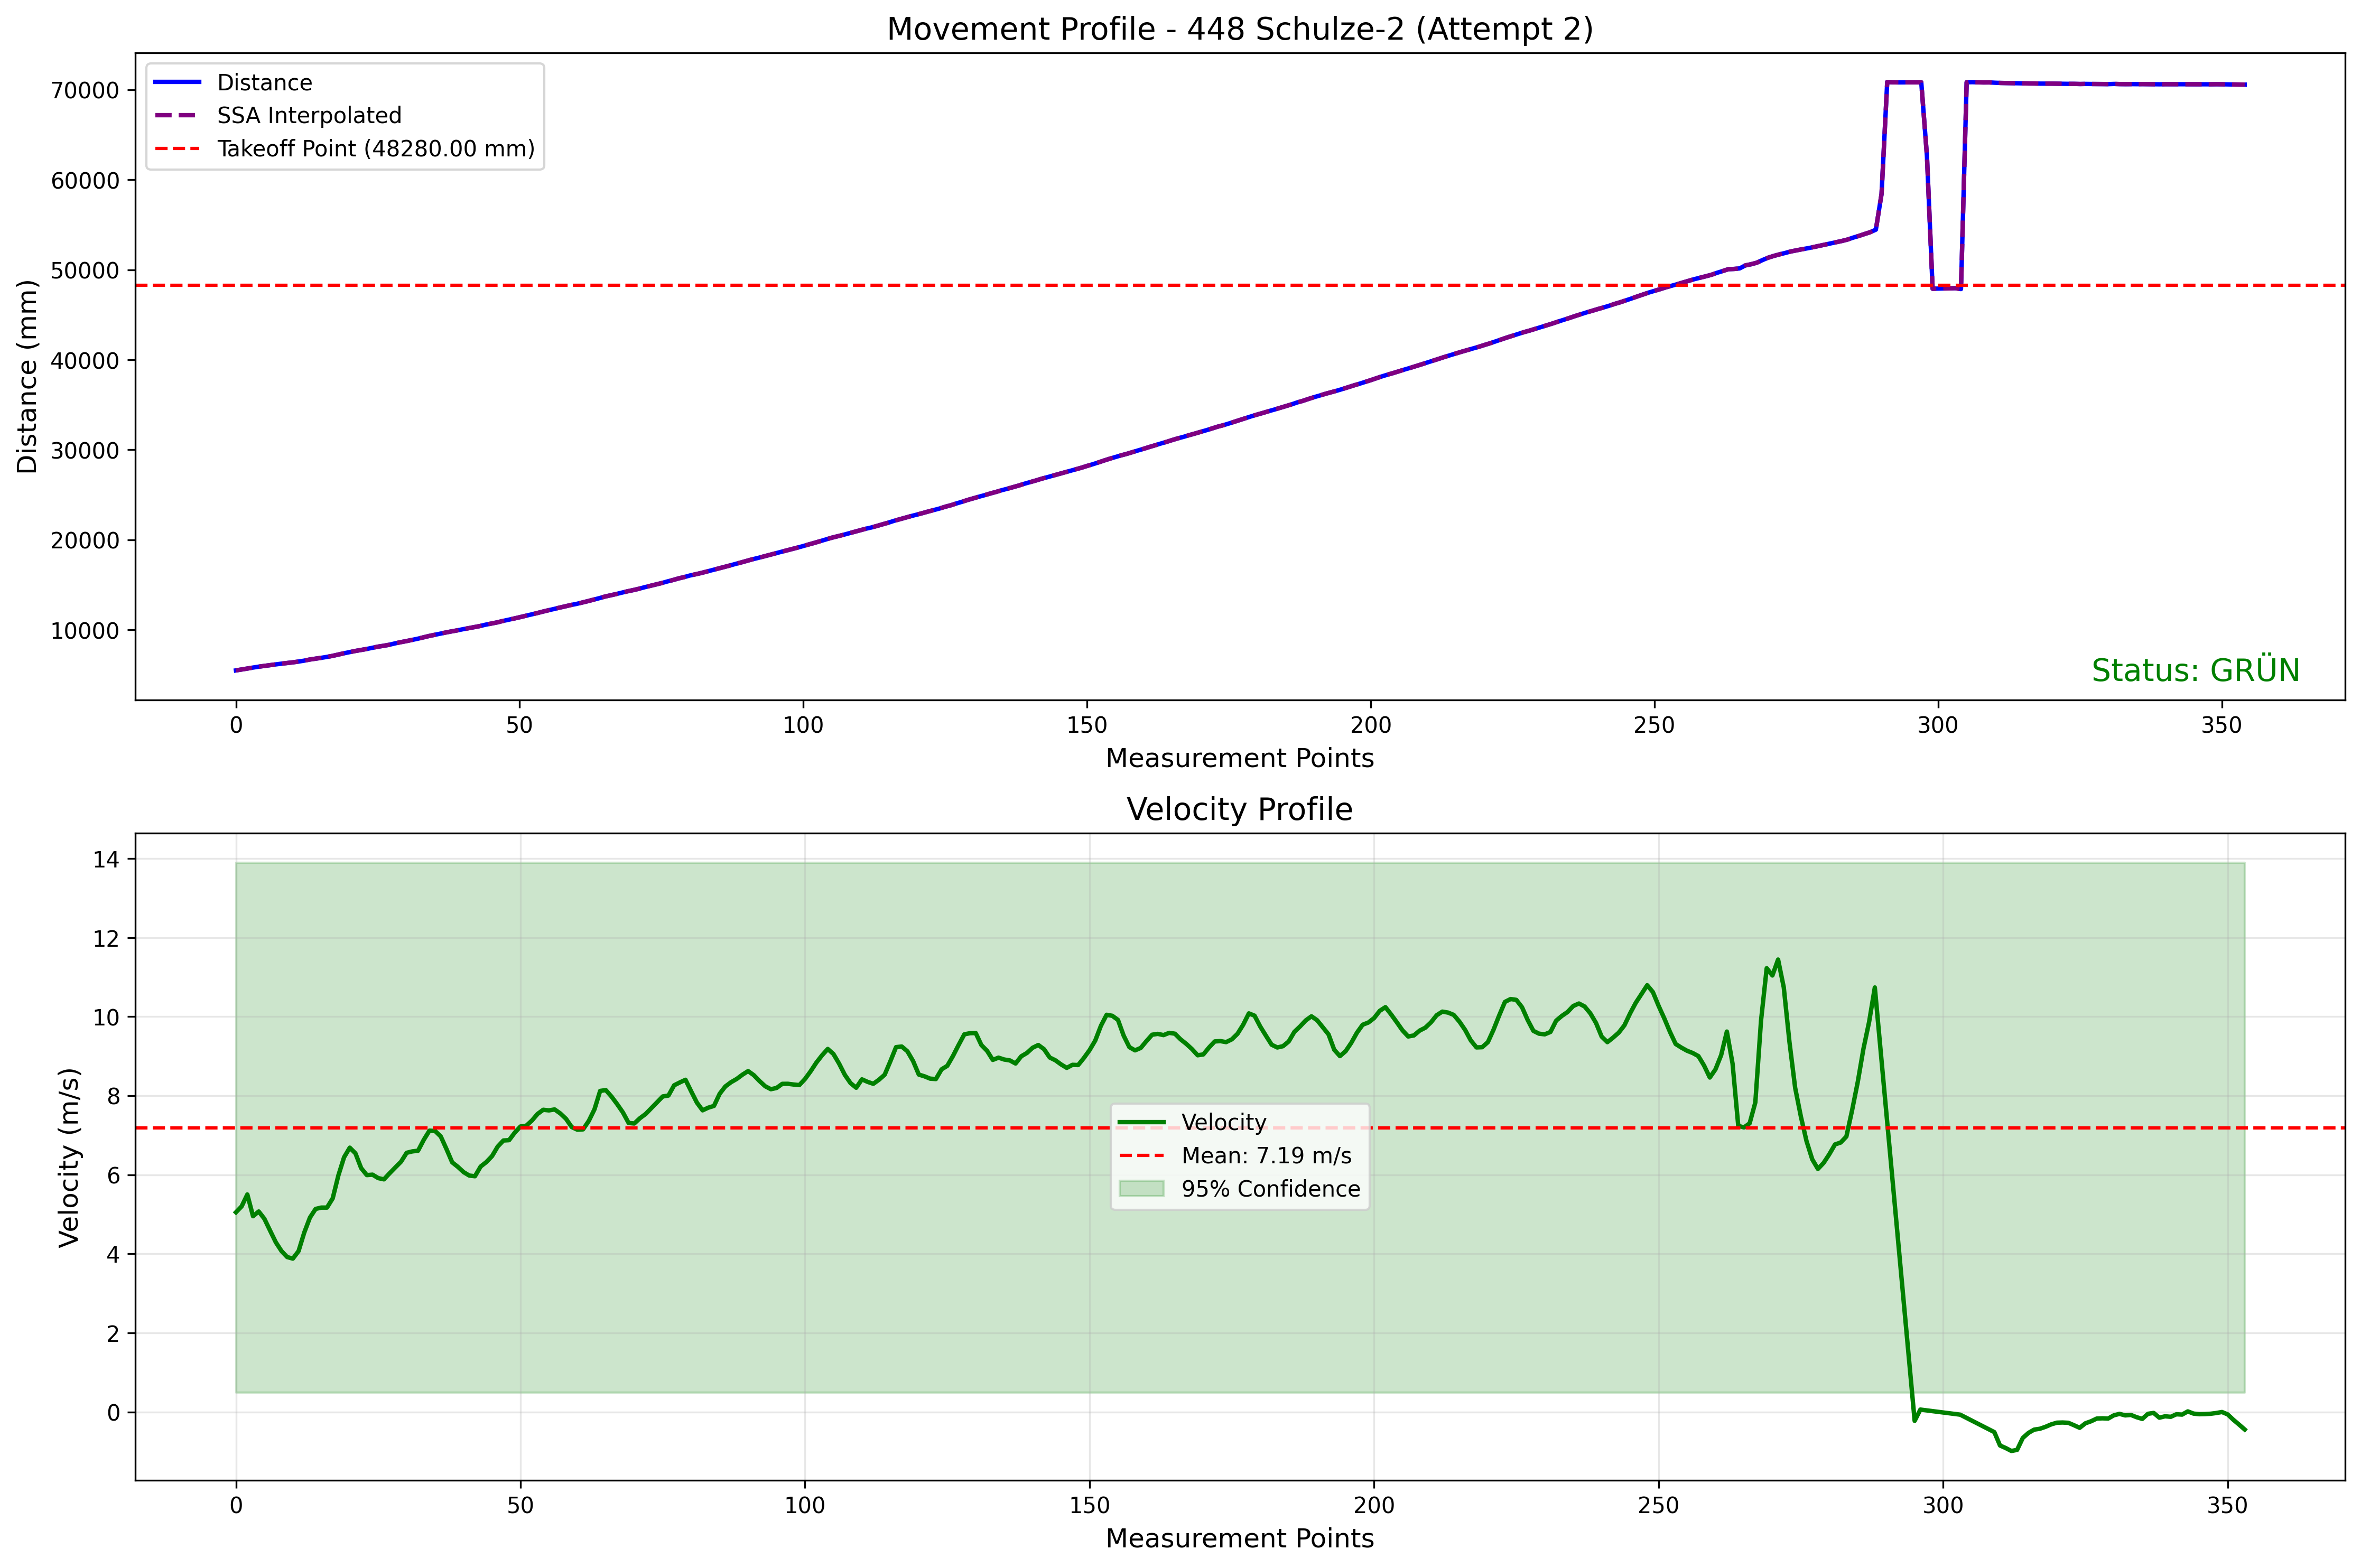 Movement Profile - 448 Schulze-2 (Attempt 2)
Distance
SSA Interpolated
Takeoff Point (48280.00 mm)
Distance (mm)
70000
60000
50000
40000
30000
20000
10000
Status: GRÜN
0 50 100 150 200 250 300 350
Measurement Points
Velocity Profile
Velocity (m/s)
14
12
10
8
6
4
2
0
Velocity
Mean: 7.19 m/s
95% Confidence
0 50 100 150 200 250 300 350
Measurement Points